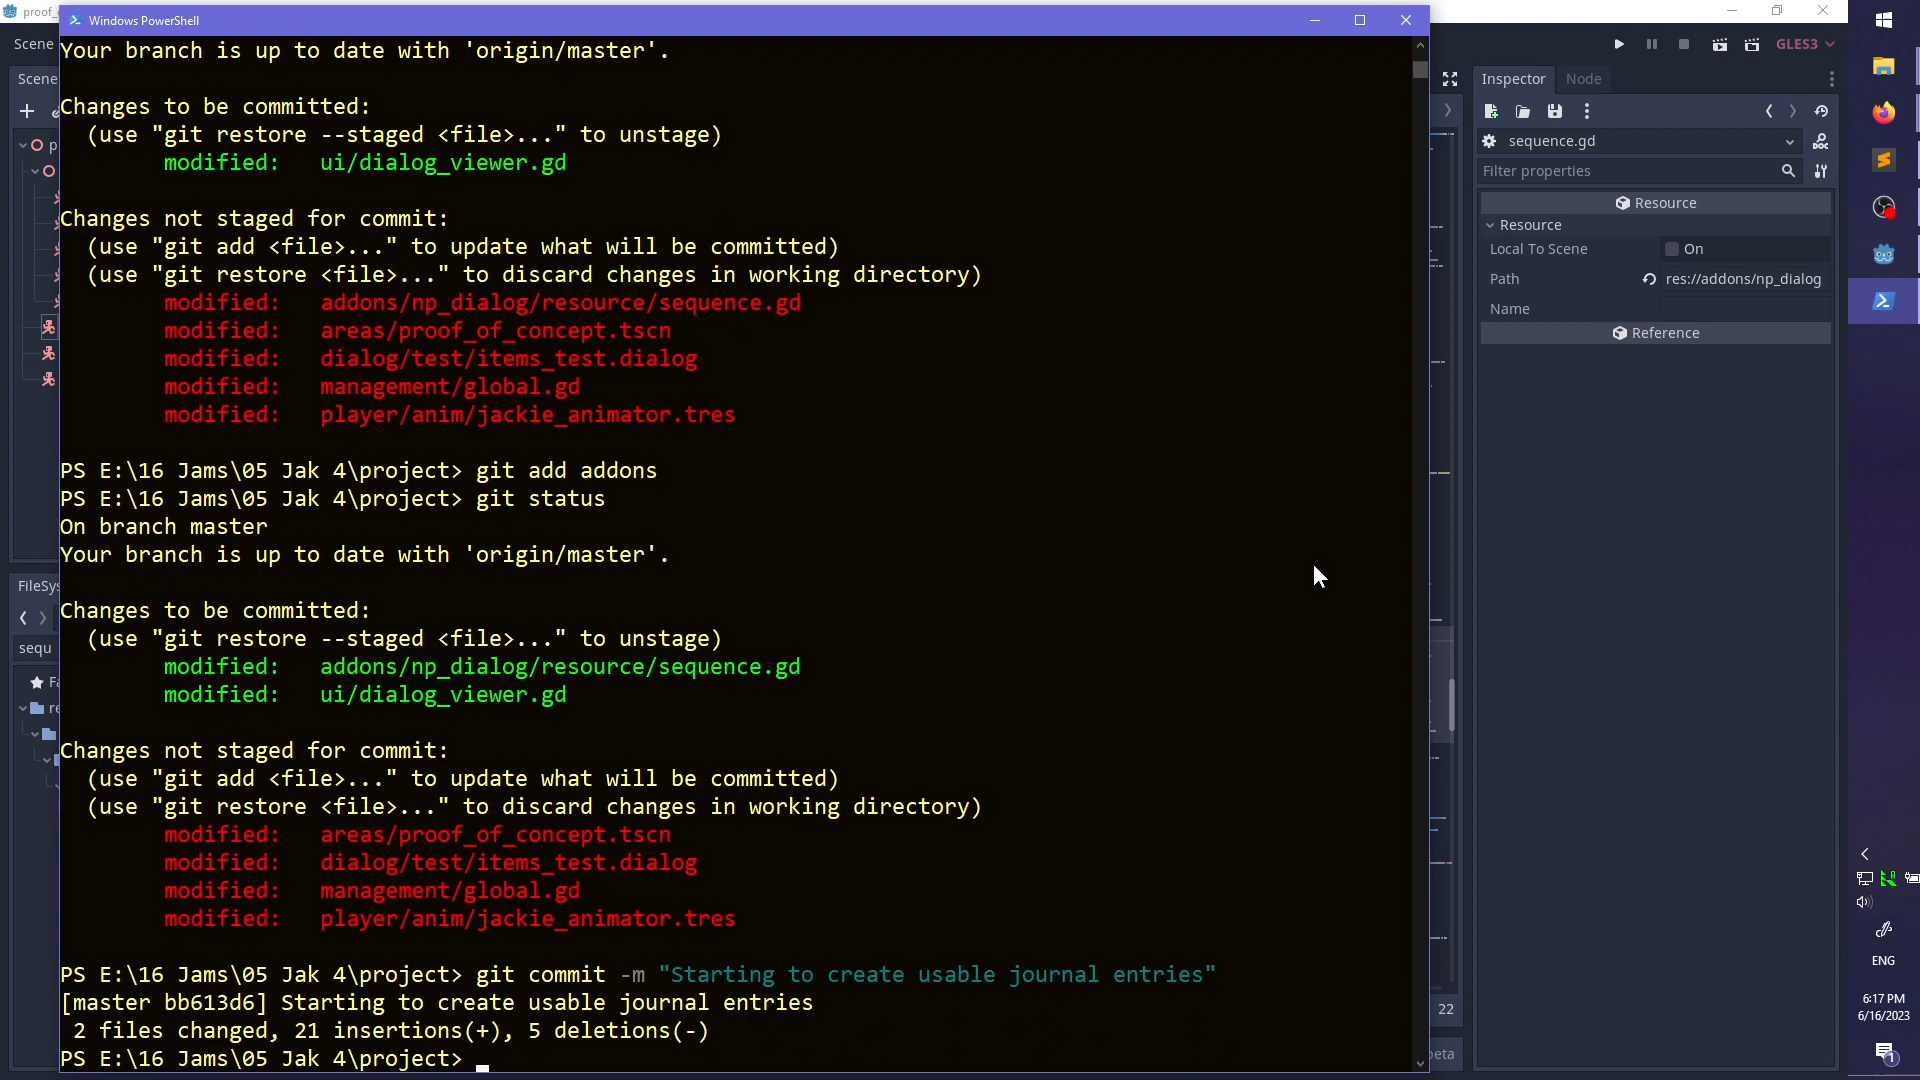 proof_
Windows PowerShell
Scene
Scene
p
FileSys
sequ
Fa
re
Your branch is up to date with 'origin/master'.
Changes to be committed:
(use "git restore --staged <file>..." to unstage)
modified: ui/dialog_viewer.gd
Changes not staged for commit:
(use "git add <file>..." to update what will be committed)
(use "git restore <file>..." to discard changes in working directory)
modified: addons/np_dialog/resource/sequence.gd
modified: areas/proof_of_concept.tscn
modified: dialog/test/items_test.dialog
modified: management/global.gd
modified: player/anim/jackie_animator.tres
PS E:\16 Jams\05 Jak 4\project> git add addons
PS E:\16 Jams\05 Jak 4\project> git status
On branch master
Your branch is up to date with 'origin/master'.
Changes to be committed:
(use "git restore --staged <file>..." to unstage)
modified: addons/np_dialog/resource/sequence.gd
modified: ui/dialog_viewer.gd
Changes not staged for commit:
(use "git add <file>..." to update what will be committed)
(use "git restore <file>..." to discard changes in working directory)
modified: areas/proof_of_concept.tscn
modified: dialog/test/items_test.dialog
modified: management/global.gd
modified: player/anim/jackie_animator.tres
PS E:\16 Jams\05 Jak 4\project> git commit -m "Starting to create usable journal entries"
[master bb613d6] Starting to create usable journal entries
2 files changed, 21 insertions(+), 5 deletions(-)
PS E:\16 Jams\05 Jak 4\project>
GLES3
Inspector Node
sequence.gd
DOC
Filter properties
Resource
Resource
Local To Scene On
Path res://addons/np_dialog
Name
Reference
22
beta
ENG
6:17 PM
6/16/2023
1